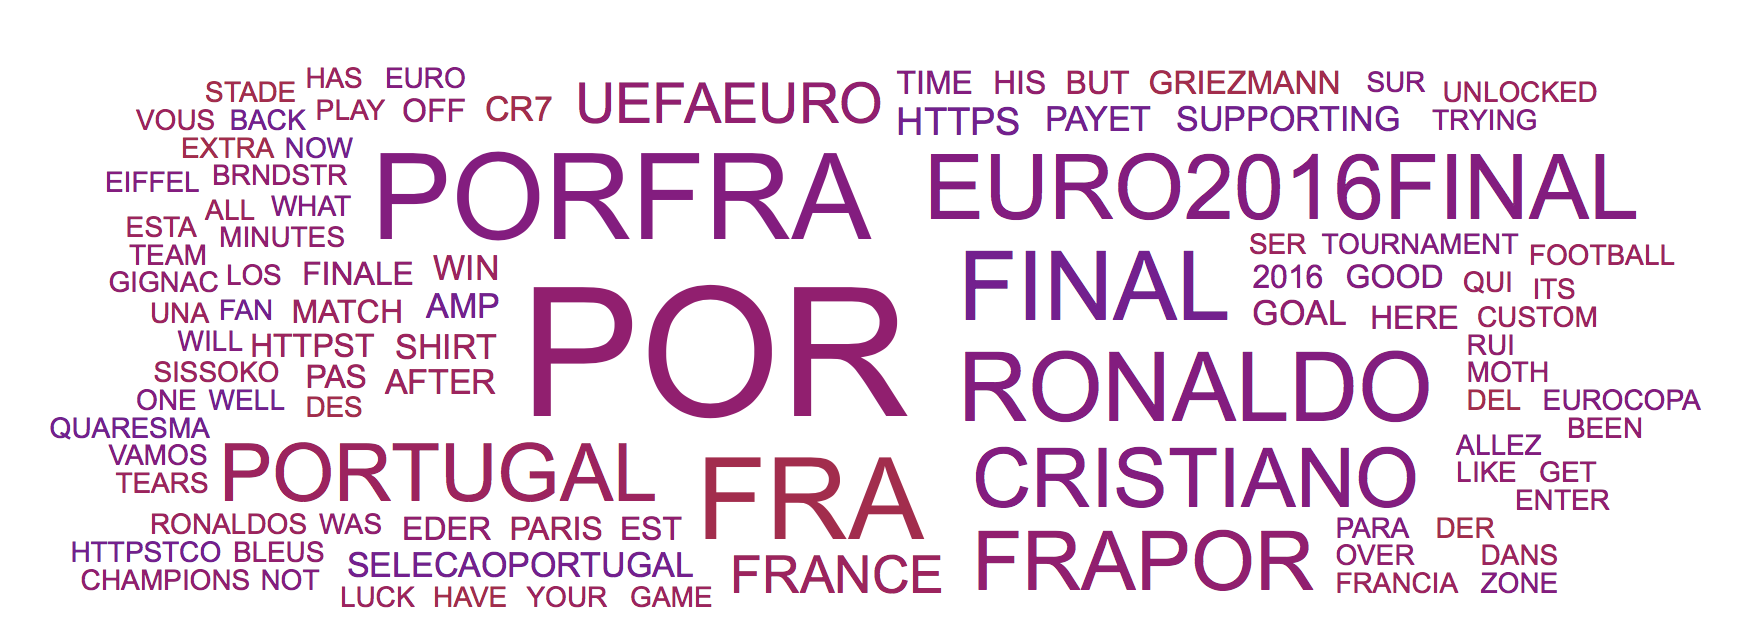 HAS EURO
STADE
PLAY OFF CR7 UEFAEURO
VOUS BACK
TIME HIS BUT GRIEZMANN SUR UNLOCKED
HTTPS PAYET SUPPORTING TRYING
EXTRA NOW
EIFFEL BRNDSTR
ALL WHAT
ESTA MINUTES
TEAM
PORFRA EURO2016FINAL
GIGNAC LOS FINALE WIN
UNA FAN MATCH AMP
WILL HTTPST SHIRT
SISSOKO PAS AFTER
ONE WELL DES
POR
FINAL
SER TOURNAMENT FOOTBALL
2016 GOOD QUI ITS
GOAL HERE CUSTOM
RONALDO
RUI
MOTH
DEL EUROCOPA
BEEN
QUARESMA
VAMOS
TEARS
PORTUGAL FRA CRISTIANO
ALLEZ
LIKE GET
ENTER
RONALDOS WAS EDER PARIS EST
HTTPSTCO BLEUS SELECAOPORTUGAL
CHAMPIONS NOT
FRANCE FRAPOR
PARA DER
OVER DANS
FRANCIA ZONE
LUCK HAVE YOUR GAME